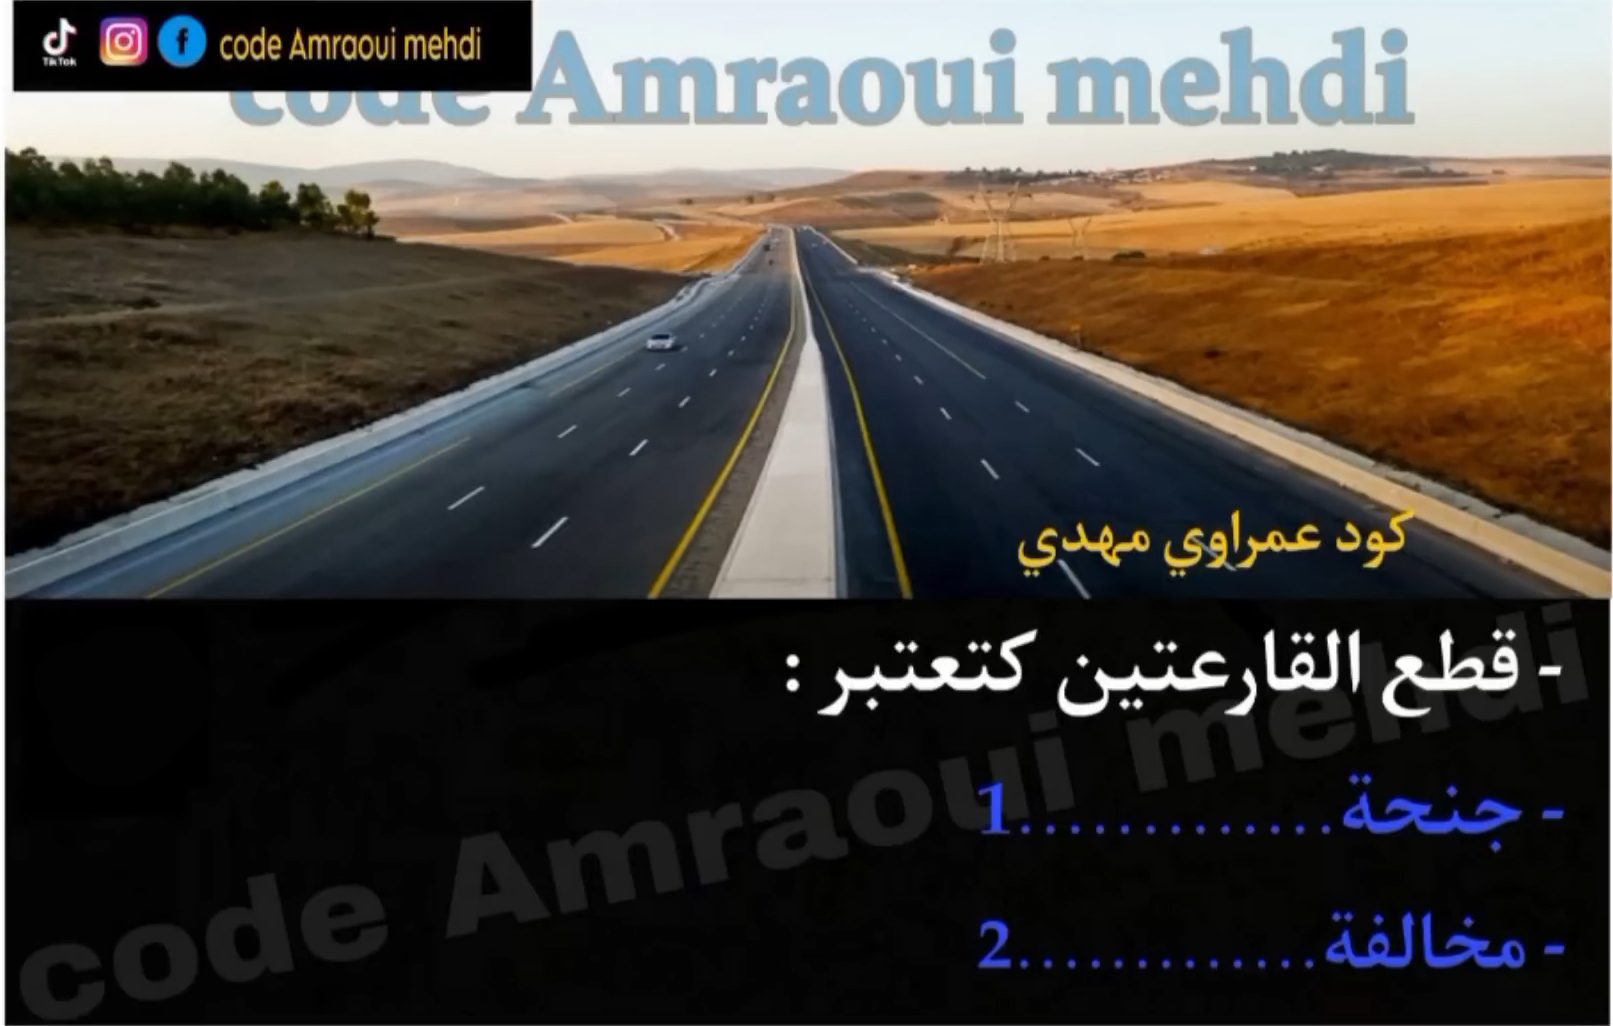 TikTok code Amraoui mehdi
code Amraoui mehdi
كود عمراوي مهدي
- قطع القارعتين كتعتبر :
- جنحة.............1
- مخالفة.............2
code Amraoui mehdi